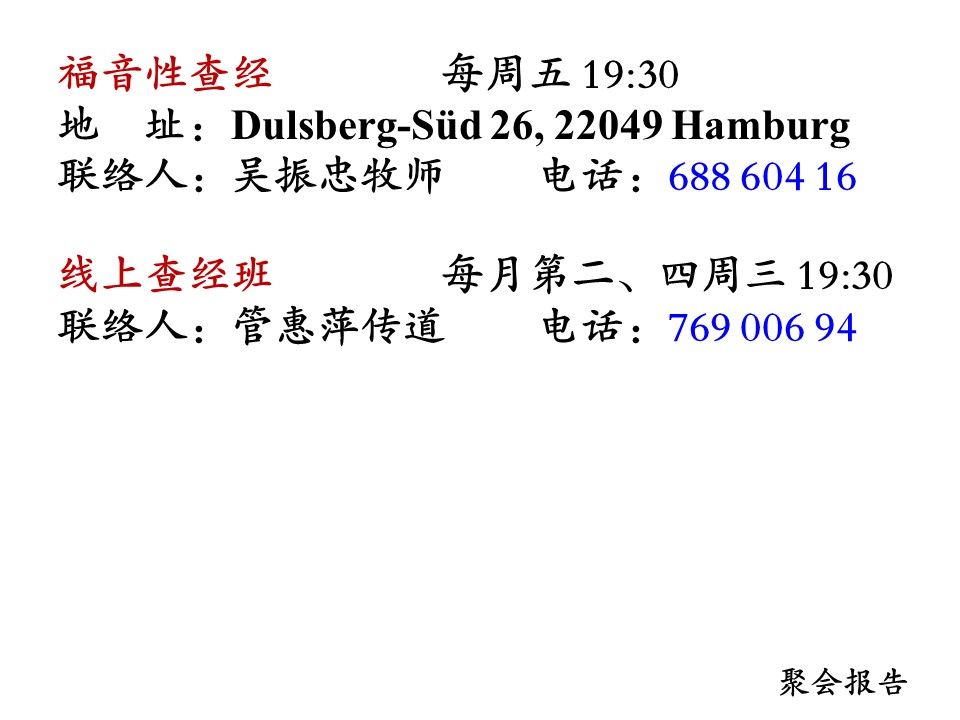 福音性查经 每周五 19:30
地 址：Dulsberg-Süd 26, 22049 Hamburg
联络人：吴振忠牧师 电话：688 604 16
线上查经班 每月第二、四周三 19:30
联络人：管惠萍传道 电话：769 006 94
聚会报告